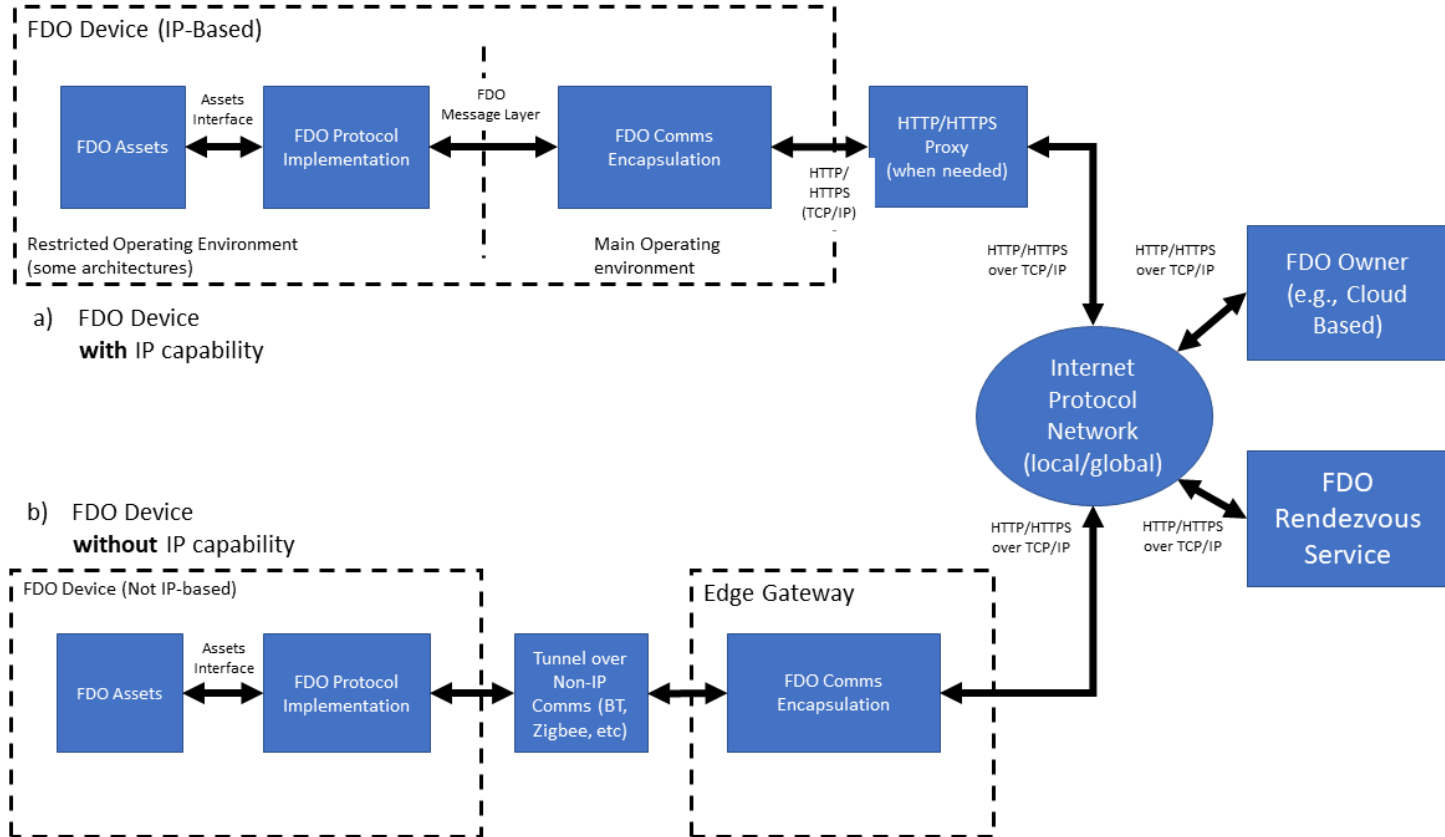 FDO Device (IP-Based)
FDO Assets
Assets
Interface
FDO Protocol
Implementation
FDO
Message Layer
FDO Comms
Encapsulation
HTTP/
HTTPS
(TCP/IP)
HTTP/HTTPS
Proxy
(when needed)
Restricted Operating Environment
(some architectures)
Main Operating
environment
a) FDO Device
with IP capability
HTTP/HTTPS
over TCP/IP
HTTP/HTTPS
over TCP/IP
FDO Owner
(e.g., Cloud
Based)
Internet
Protocol
Network
(local/global)
FDO
Rendezvous
Service
HTTP/HTTPS
over TCP/IP
HTTP/HTTPS
over TCP/IP
b) FDO Device
without IP capability
FDO Device (Not IP-based)
FDO Assets
Assets
Interface
FDO Protocol
Implementation
Tunnel over
Non-IP
Comms (BT,
Zigbee, etc)
Edge Gateway
FDO Comms
Encapsulation